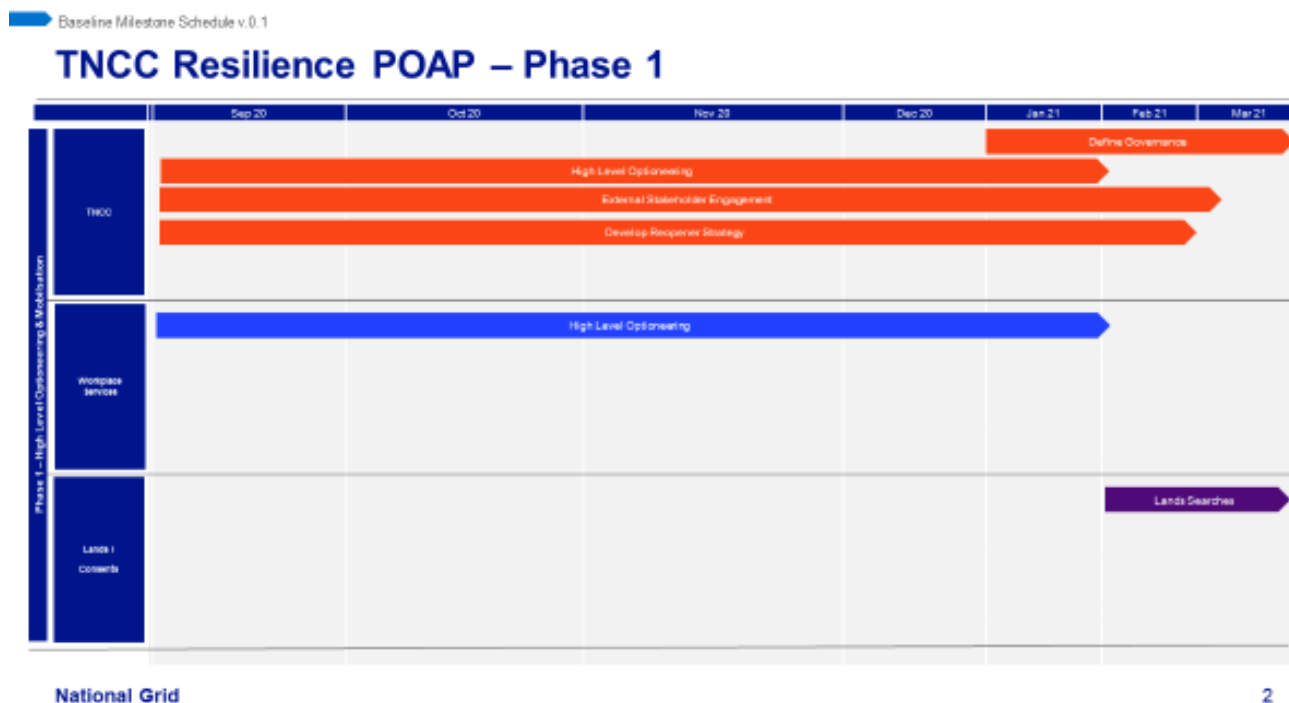 Baseline Milestone Schedule v.0.1
TNCC Resilience POAP – Phase 1
Sep 20 Oct 20 Nov 20 Dec 20 Jan 21 Feb 21 Mar 21
Phase 1 – High Level Optioneering & Mobilisation
TNCC
Define Governance
High Level Optioneering
External Stakeholder Engagement
Develop Reopener Strategy
Workplace
Services
High Level Optioneering
Lands /
Consents
Lands Searches
National Grid
2